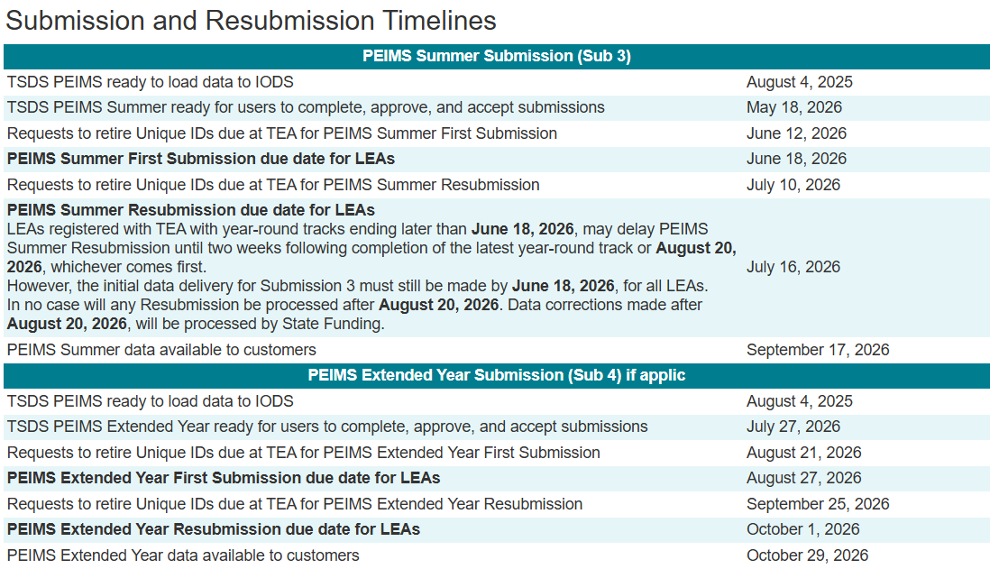 Submission and Resubmission Timelines
PEIMS Summer Submission (Sub 3)
TSDS PEIMS ready to load data to IODS August 4, 2025
TSDS PEIMS Summer ready for users to complete, approve, and accept submissions May 18, 2026
Requests to retire Unique IDs due at TEA for PEIMS Summer First Submission June 12, 2026
PEIMS Summer First Submission due date for LEAs June 18, 2026
Requests to retire Unique IDs due at TEA for PEIMS Summer Resubmission July 10, 2026
PEIMS Summer Resubmission due date for LEAs
LEAs registered with TEA with year-round tracks ending later than June 18, 2026, may delay PEIMS
Summer Resubmission until two weeks following completion of the latest year-round track or August 20,
2026, whichever comes first. July 16, 2026
However, the initial data delivery for Submission 3 must still be made by June 18, 2026, for all LEAs.
In no case will any Resubmission be processed after August 20, 2026. Data corrections made after
August 20, 2026, will be processed by State Funding.
PEIMS Summer data available to customers September 17, 2026
PEIMS Extended Year Submission (Sub 4) if applic
TSDS PEIMS ready to load data to IODS August 4, 2025
TSDS PEIMS Extended Year ready for users to complete, approve, and accept submissions July 27, 2026
Requests to retire Unique IDs due at TEA for PEIMS Extended Year First Submission August 21, 2026
PEIMS Extended Year First Submission due date for LEAs August 27, 2026
Requests to retire Unique IDs due at TEA for PEIMS Extended Year Resubmission September 25, 2026
PEIMS Extended Year Resubmission due date for LEAs October 1, 2026
PEIMS Extended Year data available to customers October 29, 2026